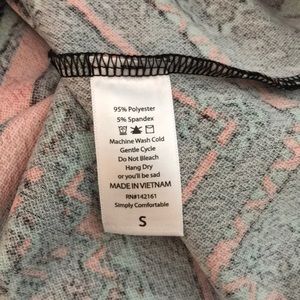 95% Polyester
5% Spandex
Machine Wash Cold
Gentle Cycle
Do Not Bleach
Hang Dry
or you'll be sad
MADE IN VIETNAM
RN#142161
Simply Comfortable
S